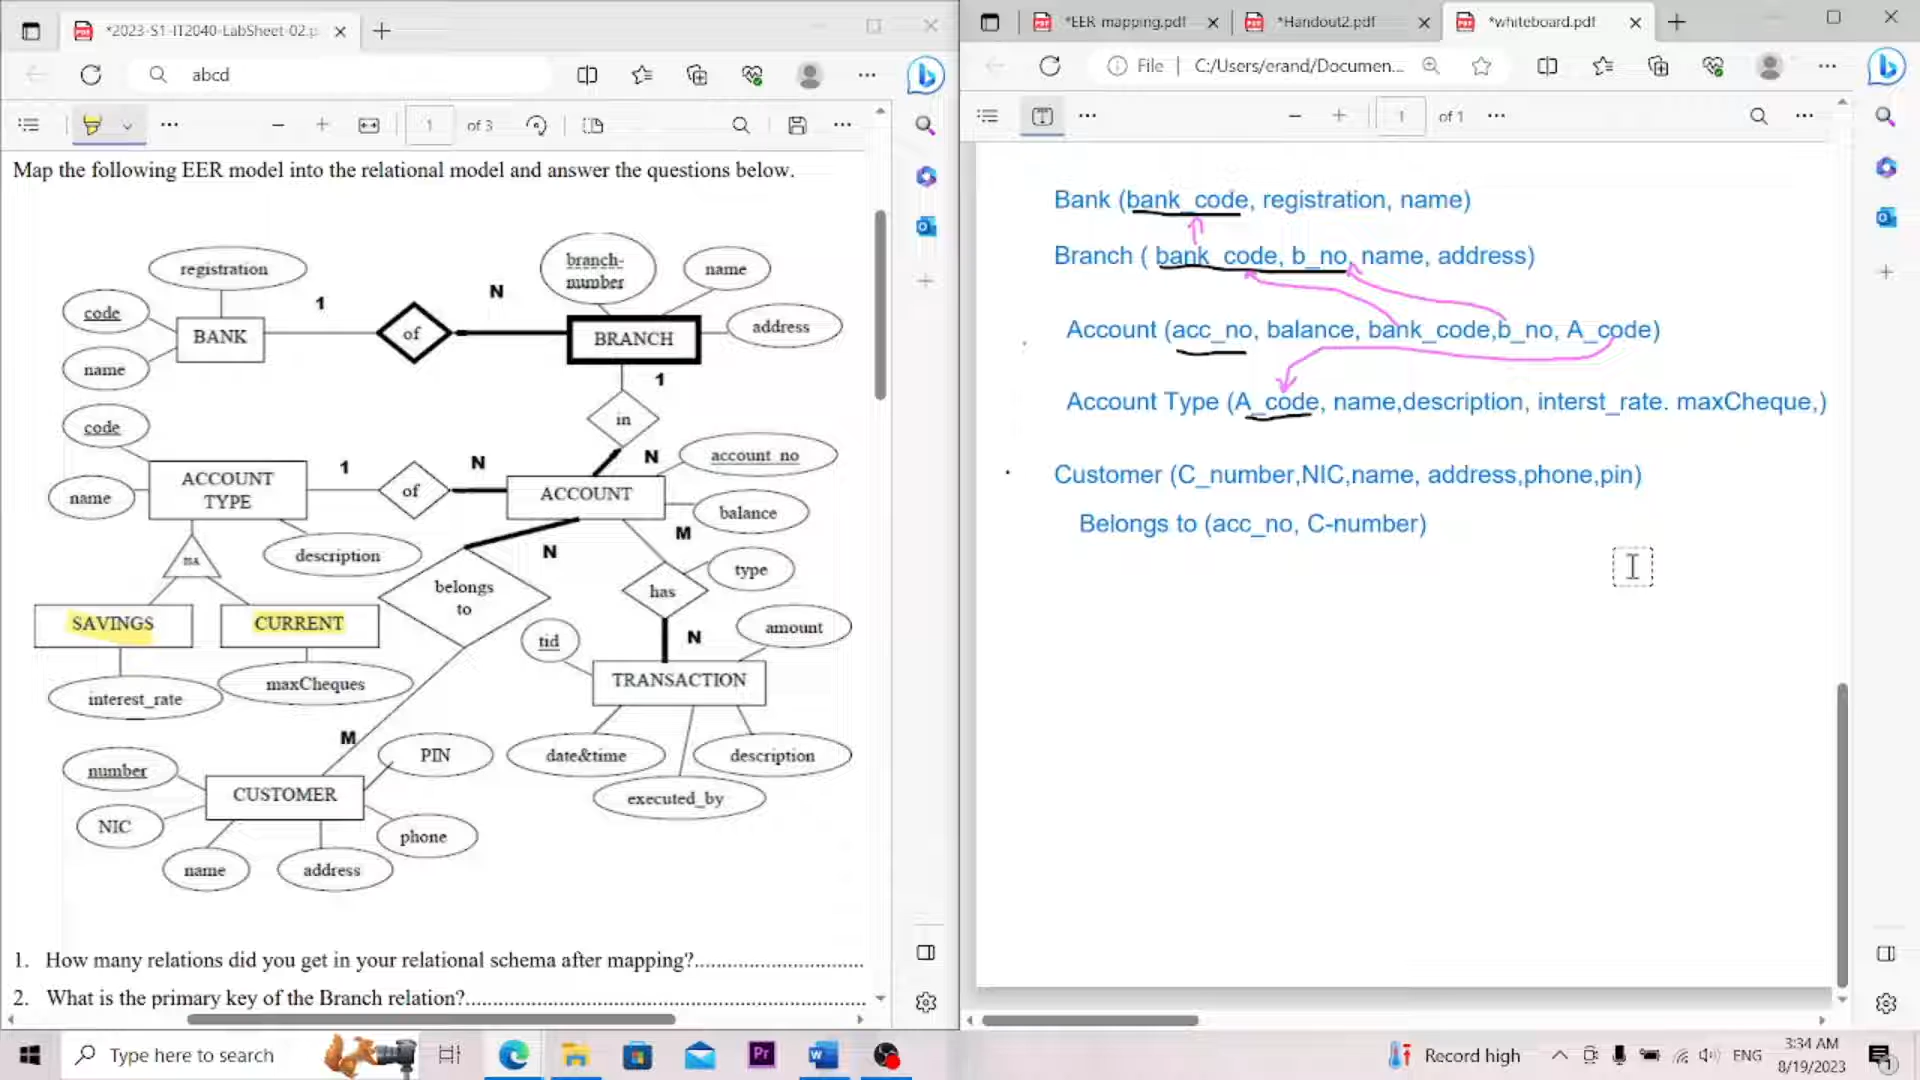 *2023-S1-IT2040-LabSheet-02.p
abcd
1 of 3
Map the following EER model into the relational model and answer the questions below.
registration
code
name
BANK
1
of
N
branch-
number
name
address
BRANCH
1
in
N
code
name
ACCOUNT
TYPE
description
1
of
N
ACCOUNT
account_no
balance
M
type
has
N
ISA
SAVINGS
CURRENT
interest_rate
maxCheques
N
belongs
to
M
tid
amount
TRANSACTION
date&time
description
executed_by
number
NIC
name
address
phone
PIN
CUSTOMER
1. How many relations did you get in your relational schema after mapping?..............................
2. What is the primary key of the Branch relation?.......................................................................
*EER mapping.pdf
*Handout2.pdf
*whiteboard.pdf
File | C:/Users/erand/Documen...
1 of 1
Bank (bank_code, registration, name)
Branch ( bank_code, b_no, name, address)
Account (acc_no, balance, bank_code,b_no, A_code)
Account Type (A_code, name,description, interst_rate. maxCheque,)
Customer (C_number,NIC,name, address,phone,pin)
Belongs to (acc_no, C-number)
Type here to search
Pr
Record high
ENG
3:34 AM
8/19/2023
1